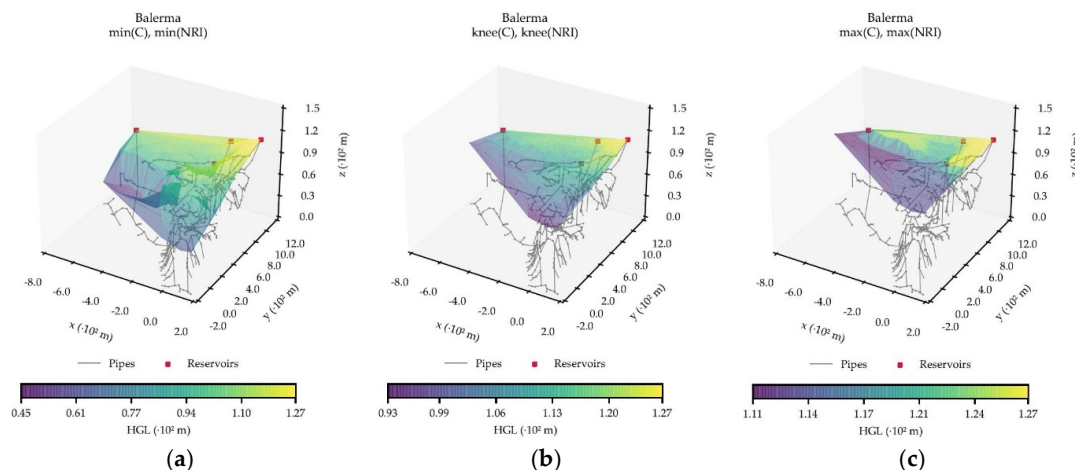 Balerma
min(C), min(NRI)
1.5
1.2
0.9
0.6
0.3
0.0
z (·10² m)
12.0
10.0
8.0
6.0
4.0
2.0
0.0
-2.0
y (·10² m)
-8.0
-6.0
-4.0
-2.0
0.0
2.0
x (·10² m)
Pipes
Reservoirs
0.45 0.61 0.77 0.94 1.10 1.27
HGL (·10² m)
(a)
Balerma
knee(C), knee(NRI)
1.5
1.2
0.9
0.6
0.3
0.0
z (·10² m)
12.0
10.0
8.0
6.0
4.0
2.0
0.0
-2.0
y (·10² m)
-8.0
-6.0
-4.0
-2.0
0.0
2.0
x (·10² m)
Pipes
Reservoirs
0.93 0.99 1.06 1.13 1.20 1.27
HGL (·10² m)
(b)
Balerma
max(C), max(NRI)
1.5
1.2
0.9
0.6
0.3
0.0
z (·10² m)
12.0
10.0
8.0
6.0
4.0
2.0
0.0
-2.0
y (·10² m)
-8.0
-6.0
-4.0
-2.0
0.0
2.0
x (·10² m)
Pipes
Reservoirs
1.11 1.14 1.17 1.21 1.24 1.27
HGL (·10² m)
(c)